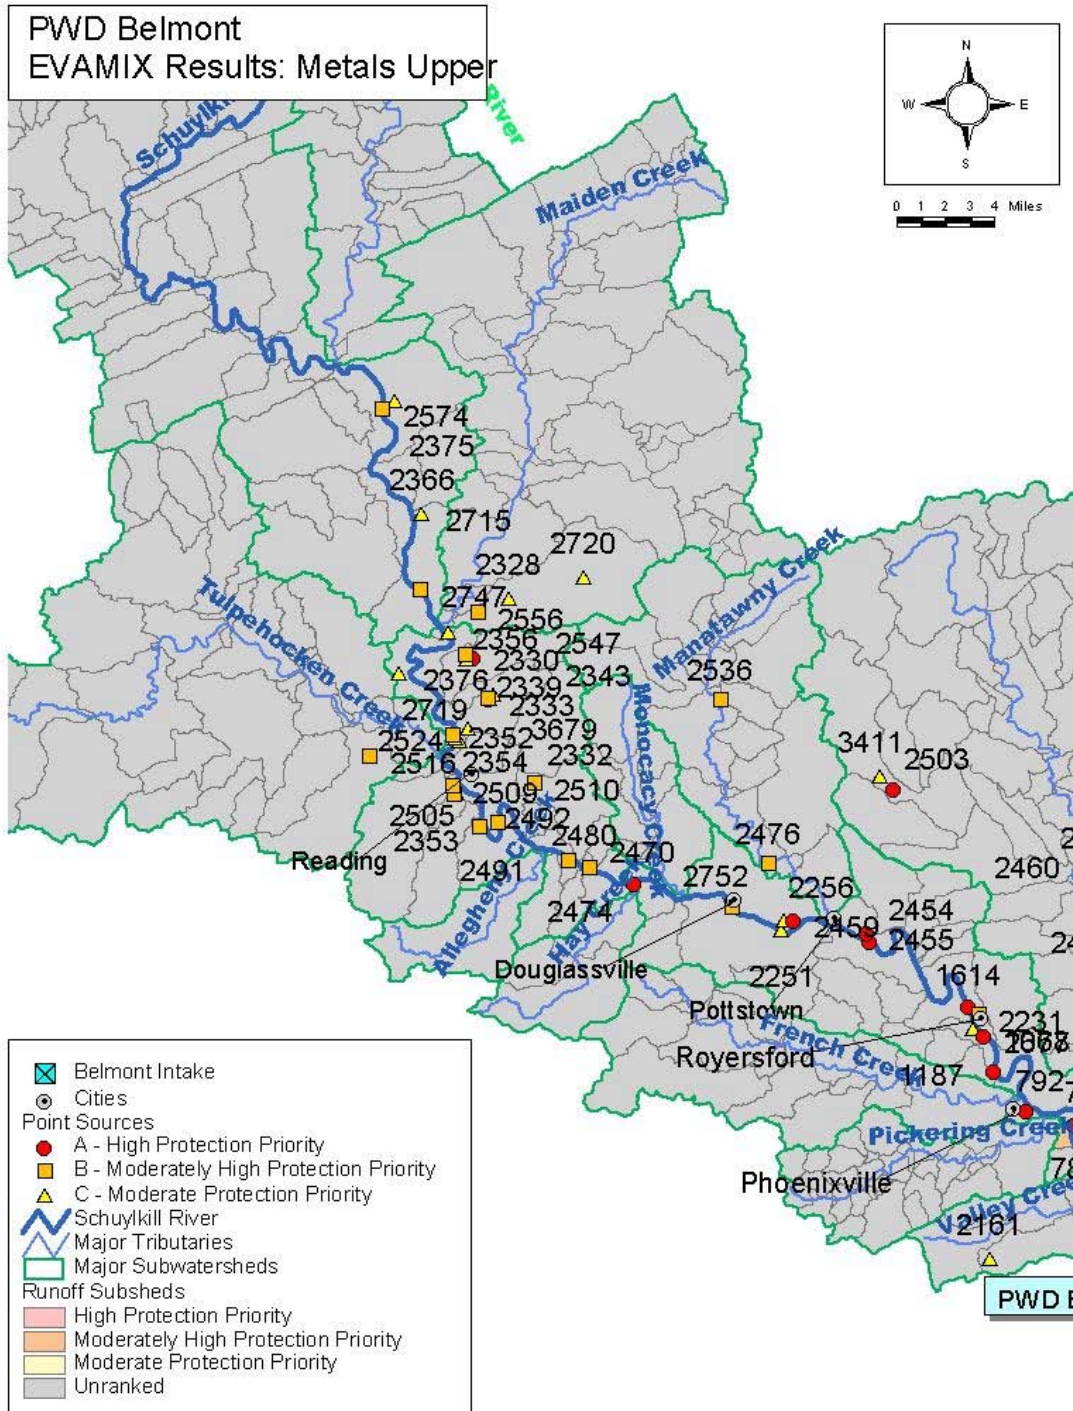 PWD Belmont
EVAMIX Results: Metals Upper
River
N
W
E
S
0 1 2 3 4 Miles
Maiden Creek
2574
2375
2366
2715
2720
2328
2747
2556
2356
2547
2330
2343
2376
2339
2333
2719
3679
2524
2352
2332
2516
2354
2509
2510
2505
2492
2353
2480
2491
2470
2474
2536
3411
2503
2476
2460
2752
2256
2454
2459
2455
2251
1614
2231
1187
792-
2161
Tulpehocken Creek
Manatawny Creek
Monocacy Creek
Allegheny Creek
Hay Creek
French Creek
Pickering Creek
Reading
Douglassville
Pottstown
Royersford
Phoenixville
PWD B
Belmont Intake
Cities
Point Sources
A - High Protection Priority
B - Moderately High Protection Priority
C - Moderate Protection Priority
Schuylkill River
Major Tributaries
Major Subwatersheds
Runoff Subsheds
High Protection Priority
Moderately High Protection Priority
Moderate Protection Priority
Unranked